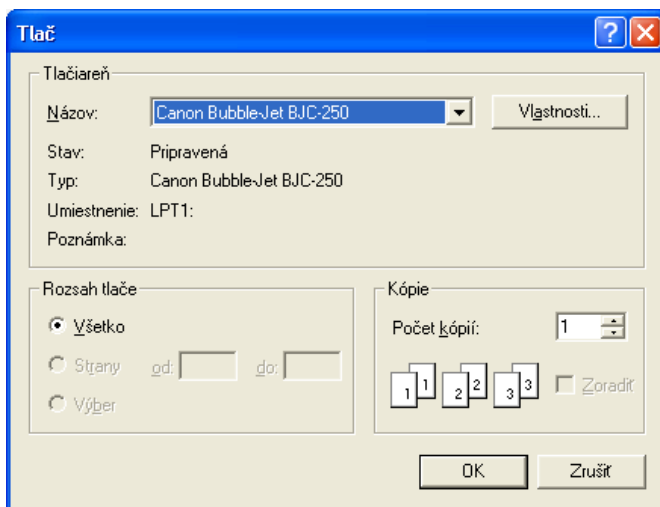 Tlač
Tlačiareň
Názov: Canon Bubble-Jet BJC-250 Vlastnosti...
Stav: Pripravená
Typ: Canon Bubble-Jet BJC-250
Umiestnenie: LPT1:
Poznámka:
Rozsah tlače
Všetko
Strany od: do:
Výber
Kópie
Počet kópií: 1
1 1 2 2 3 3 Zoradiť
OK Zrušiť